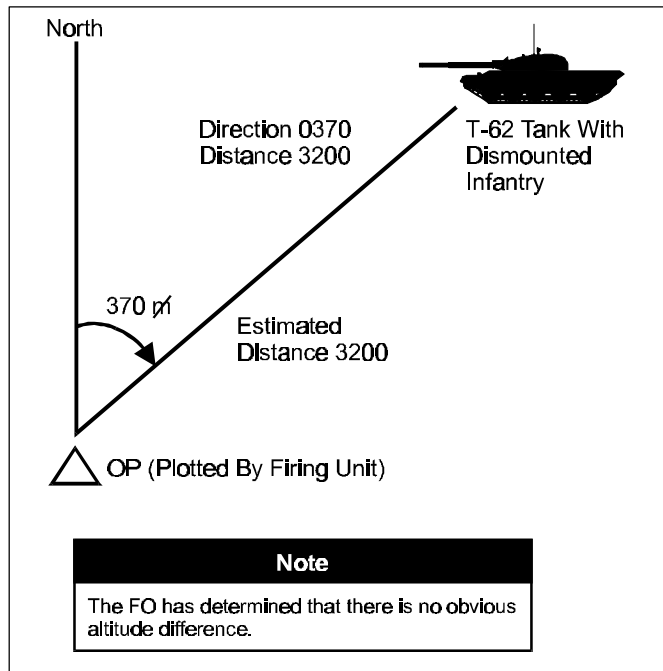 North
Direction 0370
Distance 3200
T-62 Tank With
Dismounted
Infantry
370 m̸
Estimated
Distance 3200
OP (Plotted By Firing Unit)
Note
The FO has determined that there is no obvious
altitude difference.